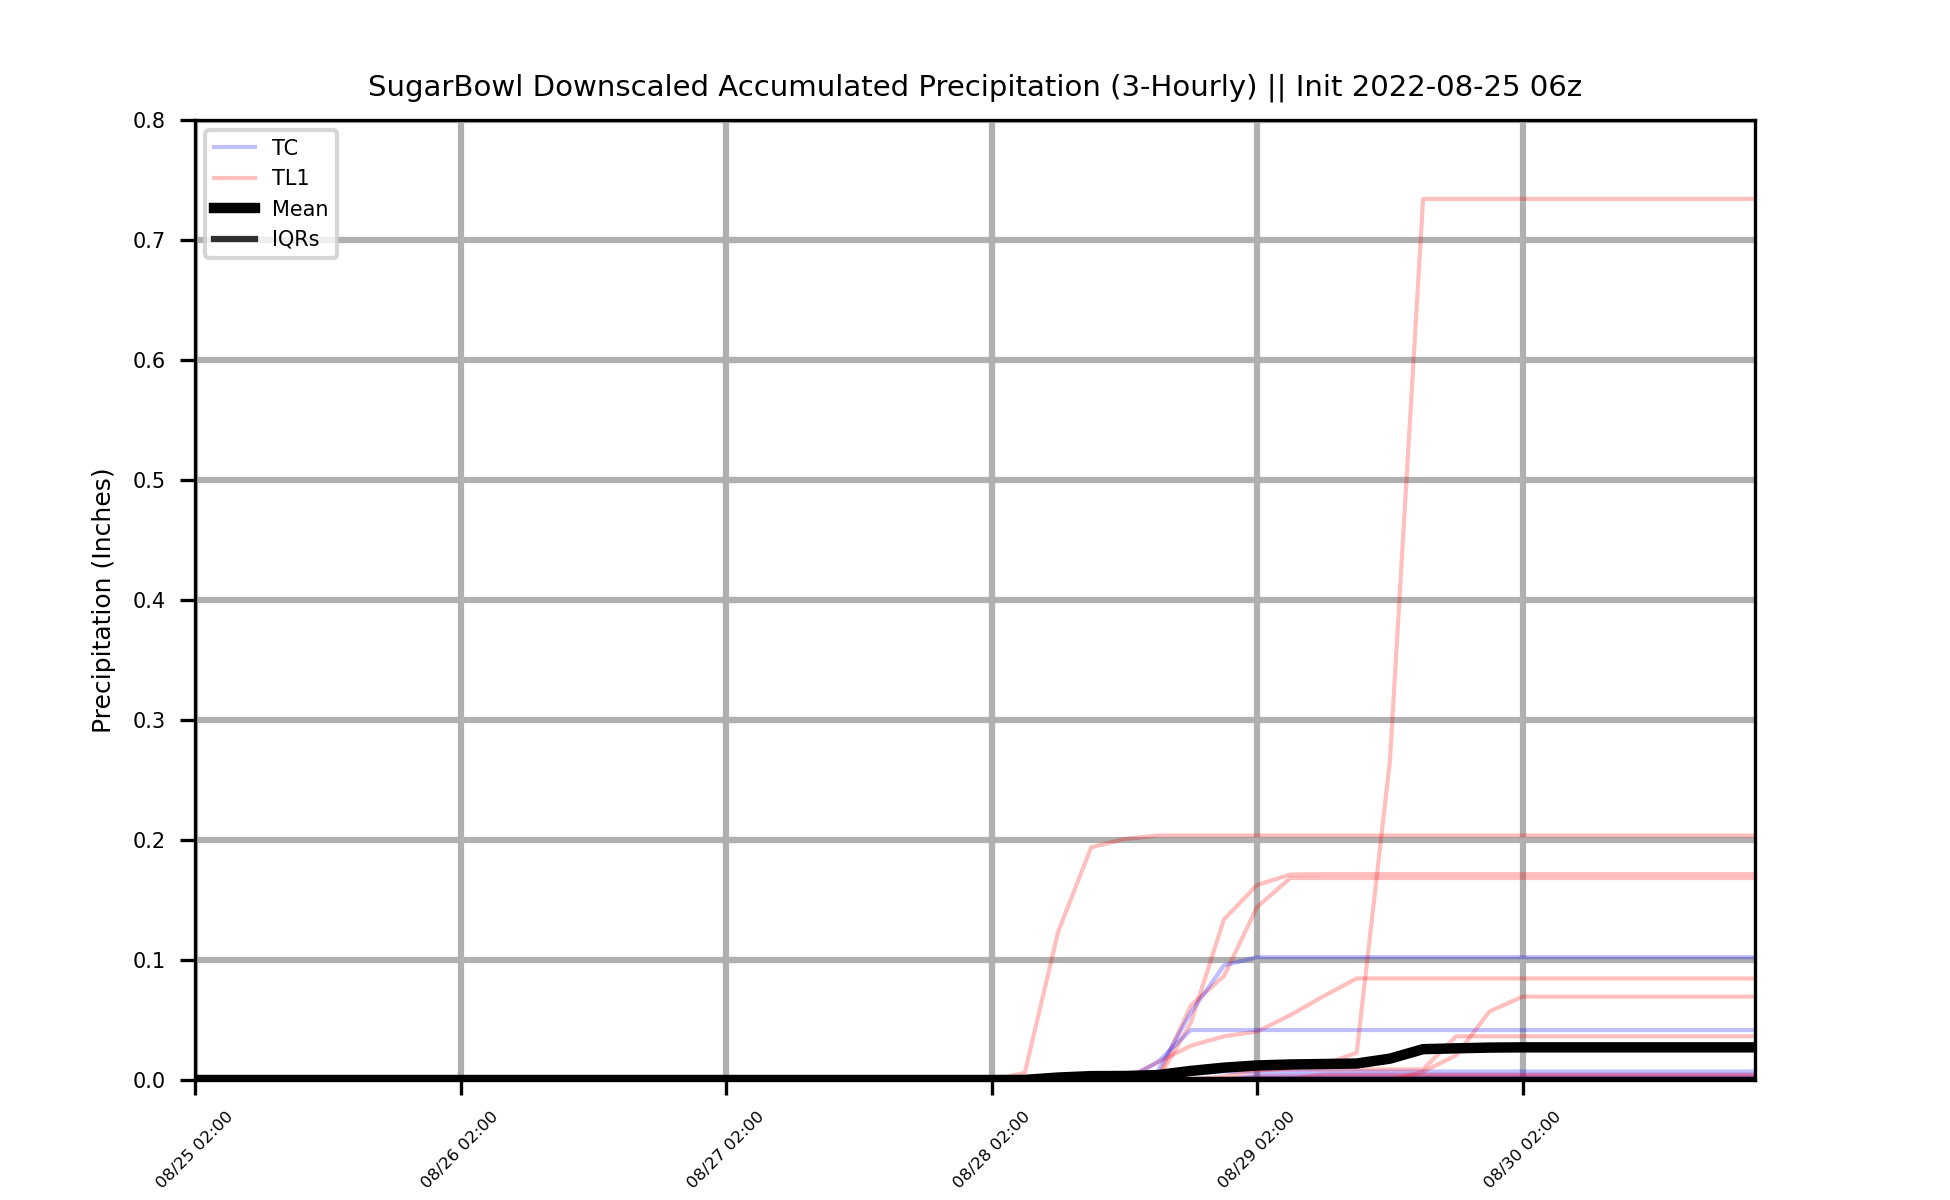 SugarBowl Downscaled Accumulated Precipitation (3-Hourly) || Init 2022-08-25 06z
TC
TL1
Mean
IQRs
Precipitation (Inches)
0.8
0.7
0.6
0.5
0.4
0.3
0.2
0.1
0.0
08/25 02:00
08/26 02:00
08/27 02:00
08/28 02:00
08/29 02:00
08/30 02:00